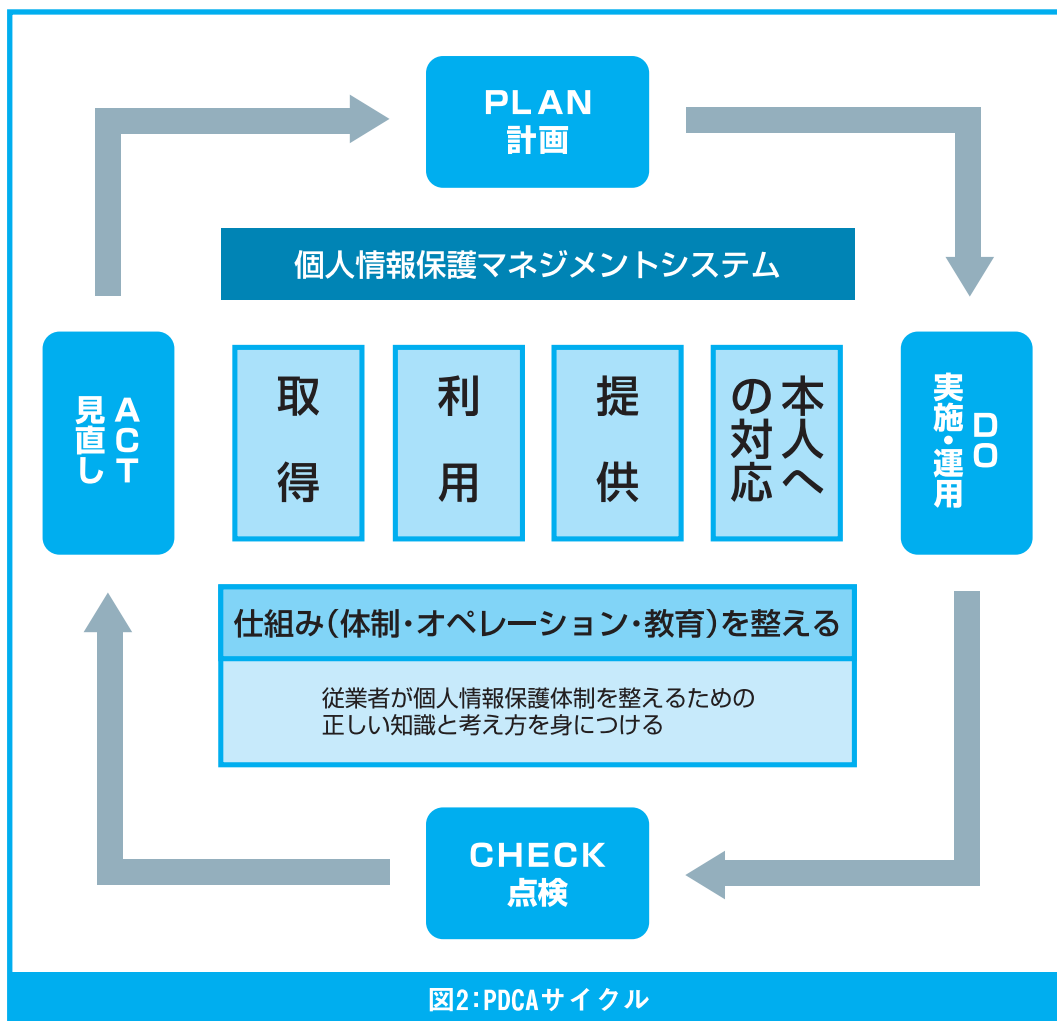 PLAN
計画
個人情報保護マネジメントシステム
ACT
見直し
取得
利用
提供
本人へ
の対応
DO
実施・運用
仕組み(体制・オペレーション・教育)を整える
従業者が個人情報保護体制を整えるための
正しい知識と考え方を身につける
CHECK
点検
図2:PDCAサイクル